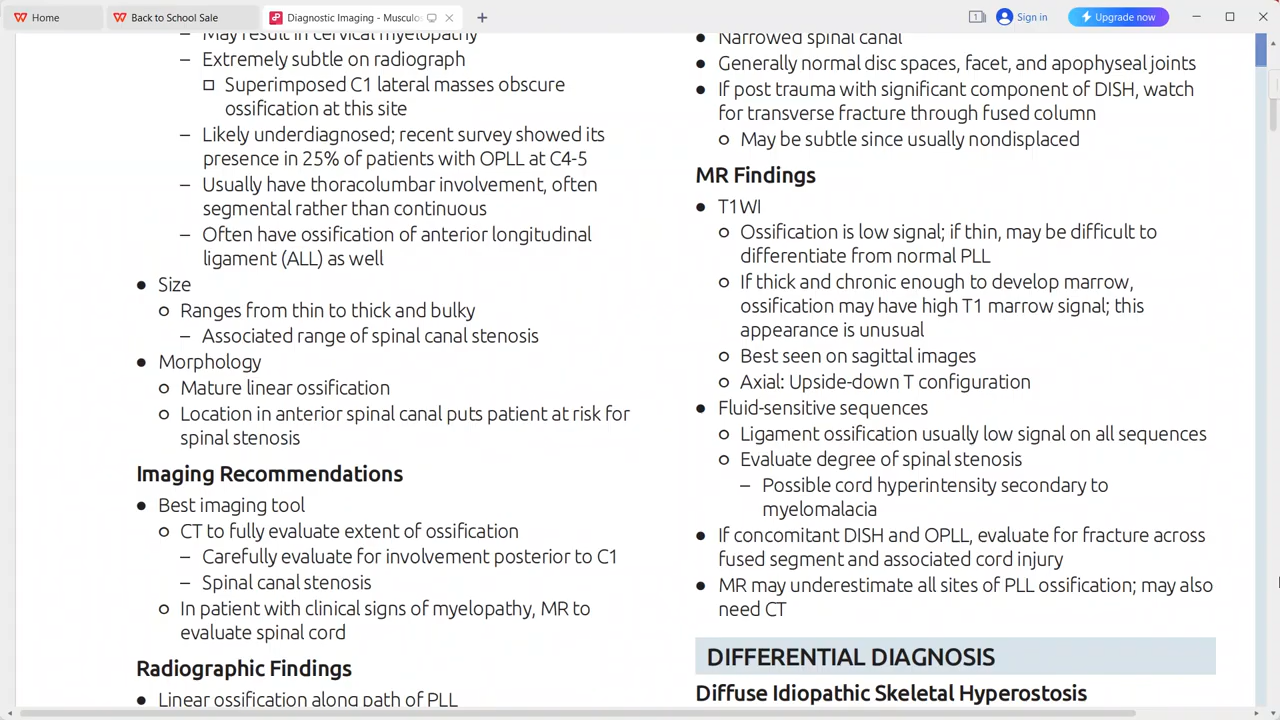 Home
Back to School Sale
Diagnostic Imaging - Musculo
1
Sign in
Upgrade now
– May result in cervical myelopathy
– Extremely subtle on radiograph
□ Superimposed C1 lateral masses obscure
ossification at this site
– Likely underdiagnosed; recent survey showed its
presence in 25% of patients with OPLL at C4-5
– Usually have thoracolumbar involvement, often
segmental rather than continuous
– Often have ossification of anterior longitudinal
ligament (ALL) as well
● Size
○ Ranges from thin to thick and bulky
– Associated range of spinal canal stenosis
● Morphology
○ Mature linear ossification
○ Location in anterior spinal canal puts patient at risk for
spinal stenosis
Imaging Recommendations
● Best imaging tool
○ CT to fully evaluate extent of ossification
– Carefully evaluate for involvement posterior to C1
– Spinal canal stenosis
○ In patient with clinical signs of myelopathy, MR to
evaluate spinal cord
Radiographic Findings
● Linear ossification along path of PLL
● Narrowed spinal canal
● Generally normal disc spaces, facet, and apophyseal joints
● If post trauma with significant component of DISH, watch
for transverse fracture through fused column
○ May be subtle since usually nondisplaced
MR Findings
● T1WI
○ Ossification is low signal; if thin, may be difficult to
differentiate from normal PLL
○ If thick and chronic enough to develop marrow,
ossification may have high T1 marrow signal; this
appearance is unusual
○ Best seen on sagittal images
○ Axial: Upside-down T configuration
● Fluid-sensitive sequences
○ Ligament ossification usually low signal on all sequences
○ Evaluate degree of spinal stenosis
– Possible cord hyperintensity secondary to
myelomalacia
● If concomitant DISH and OPLL, evaluate for fracture across
fused segment and associated cord injury
● MR may underestimate all sites of PLL ossification; may also
need CT
DIFFERENTIAL DIAGNOSIS
Diffuse Idiopathic Skeletal Hyperostosis